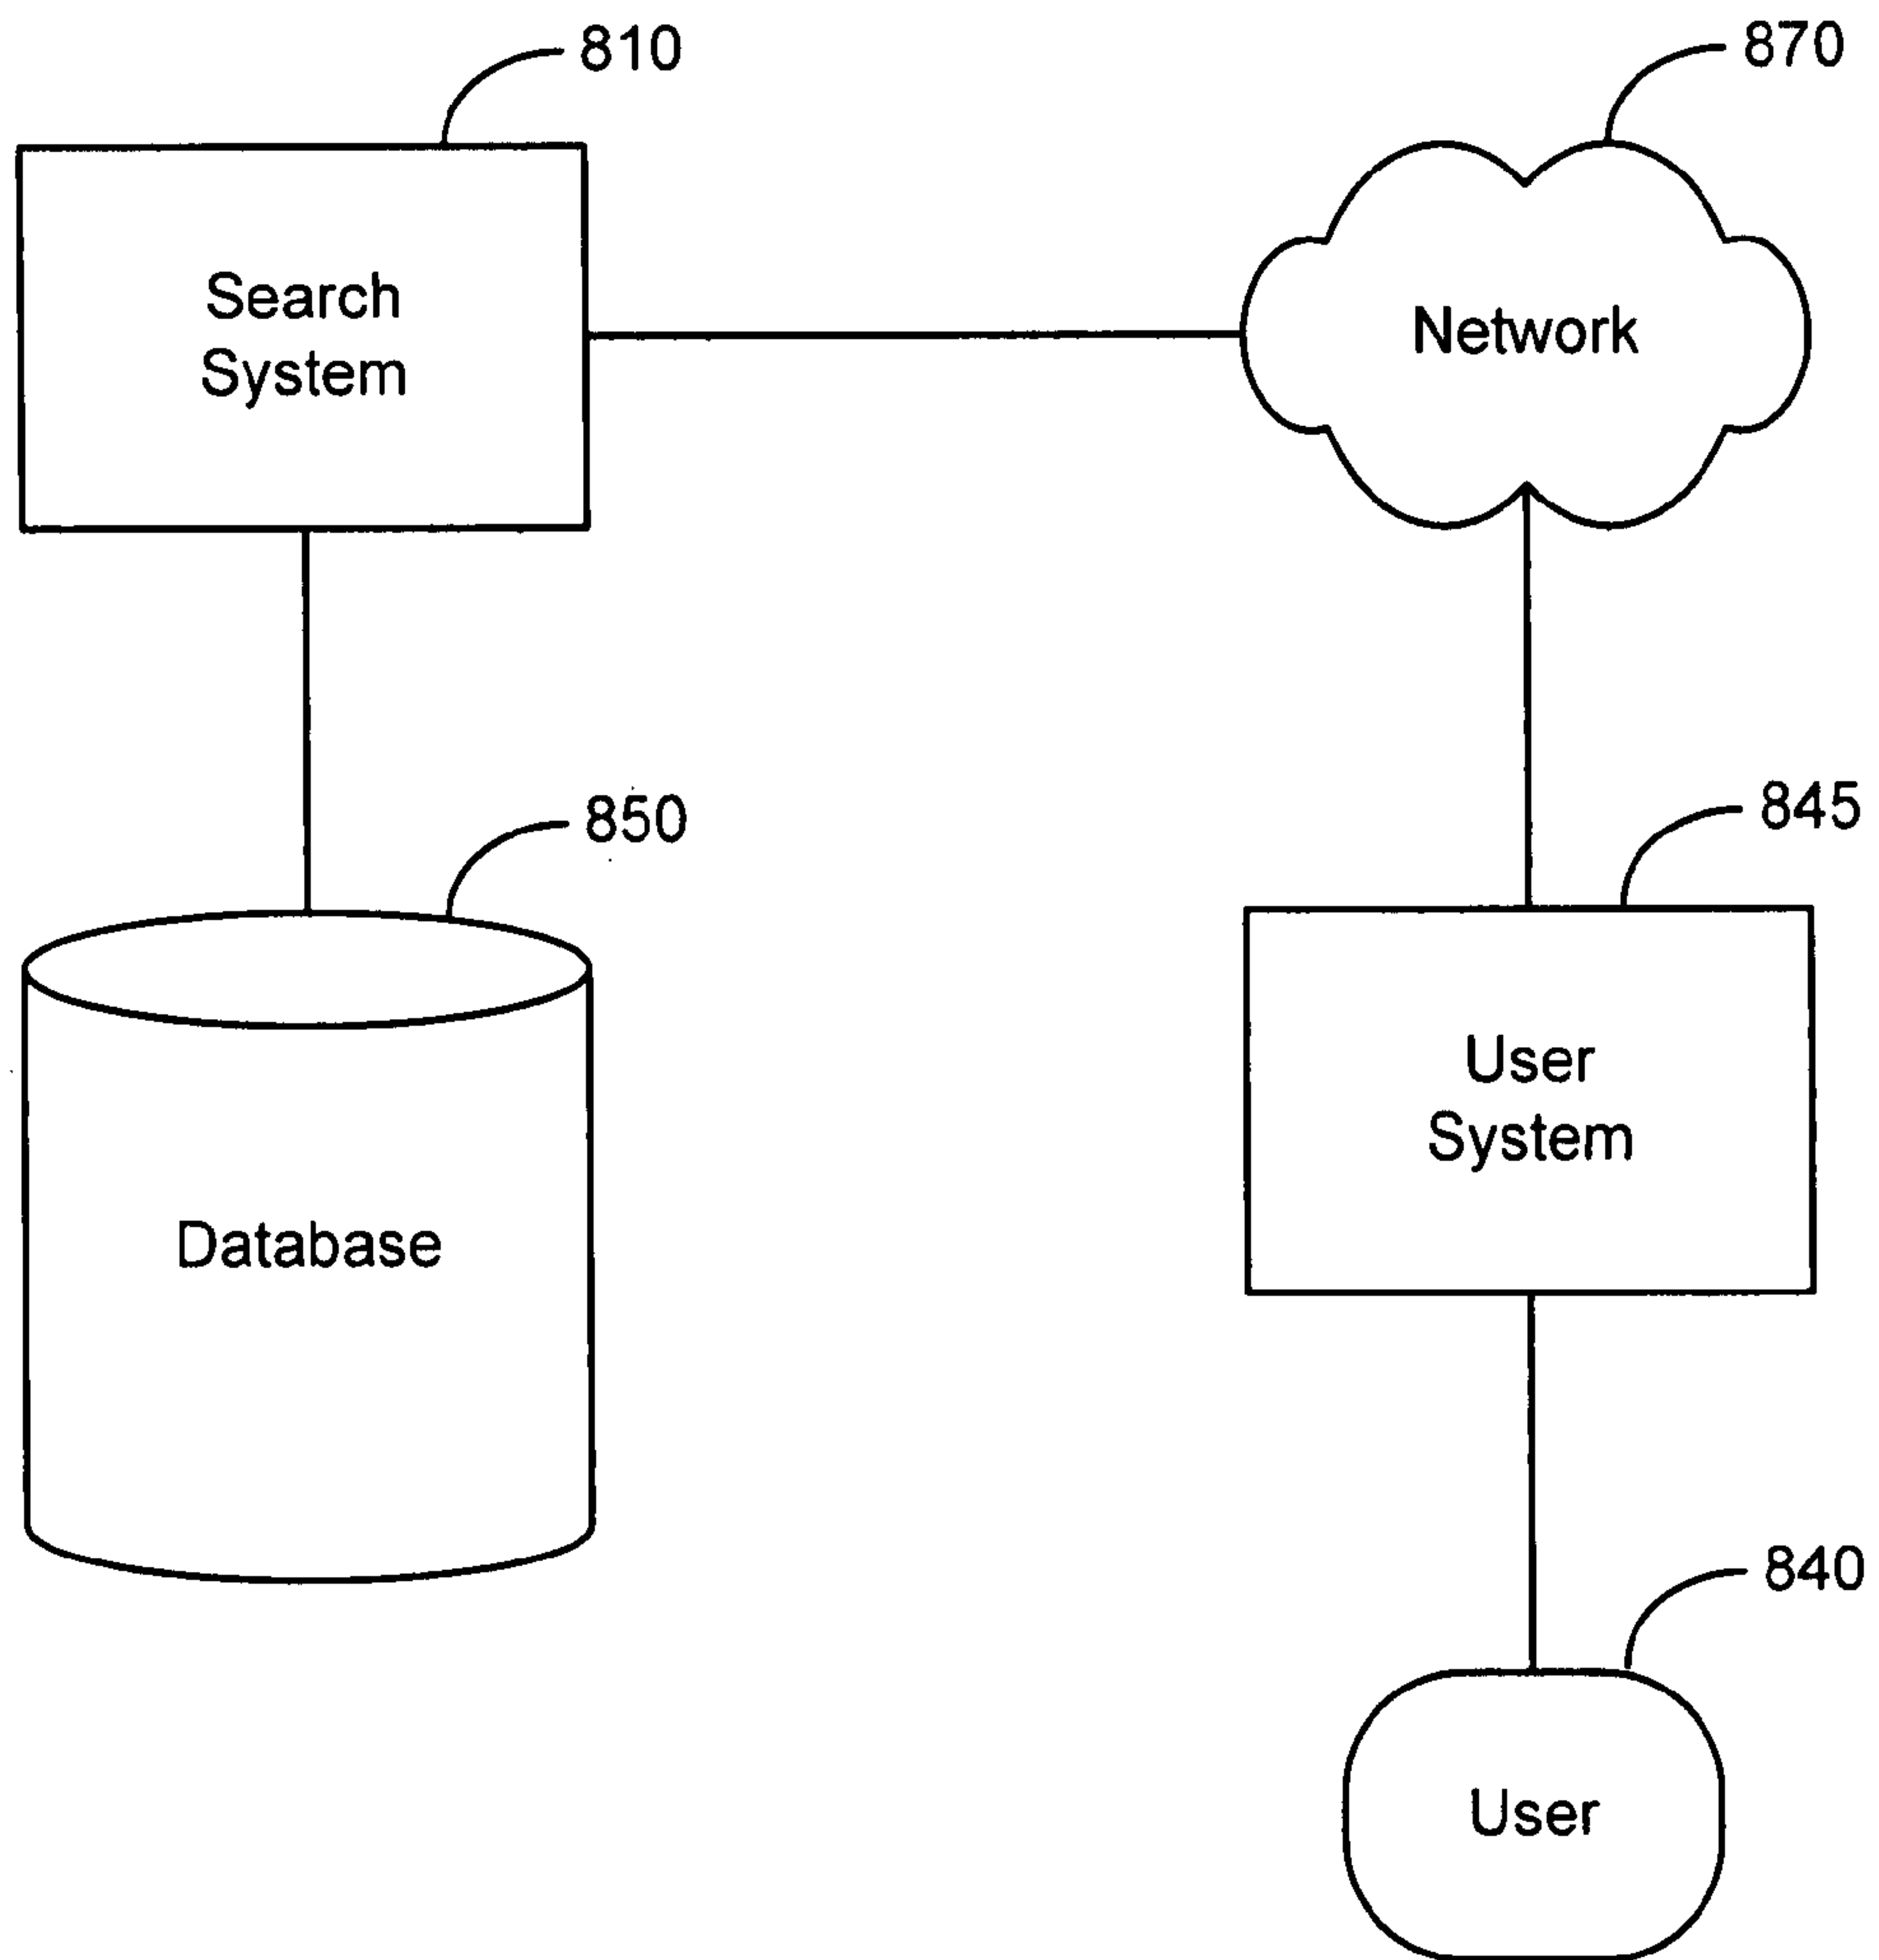 810
870
Search
System
Network
850
845
Database
User
System
840
User